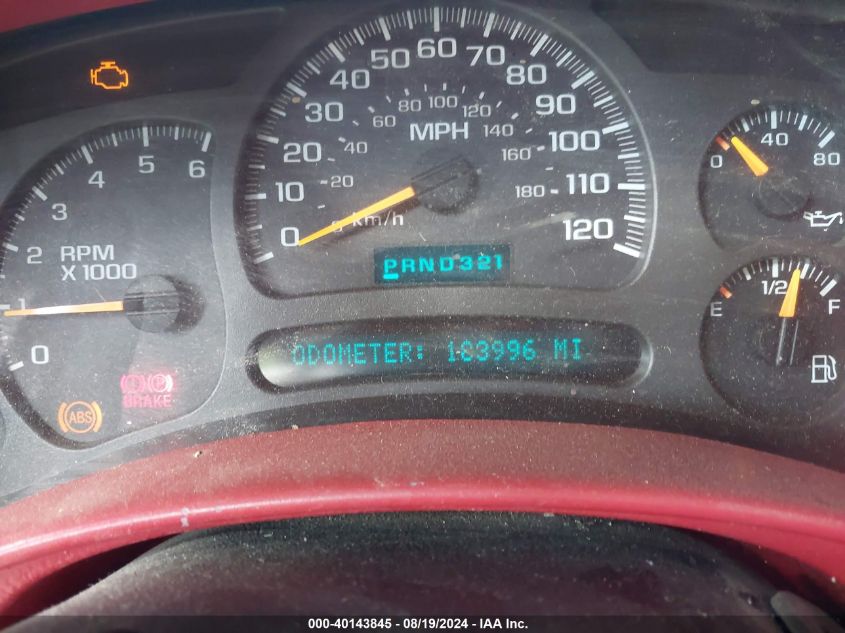 0 1 2 3 4 5 6
RPM
X 1000
ABS
BRAKE
0 10 20 30 40 50 60 70 80 90 100 110 120
MPH
20 40 60 80 100 120 140 160 180
km/h
PRND321
ODOMETER: 183996 MI
0 40 80
E 1/2 F
000-40143845 - 08/19/2024 - IAA Inc.